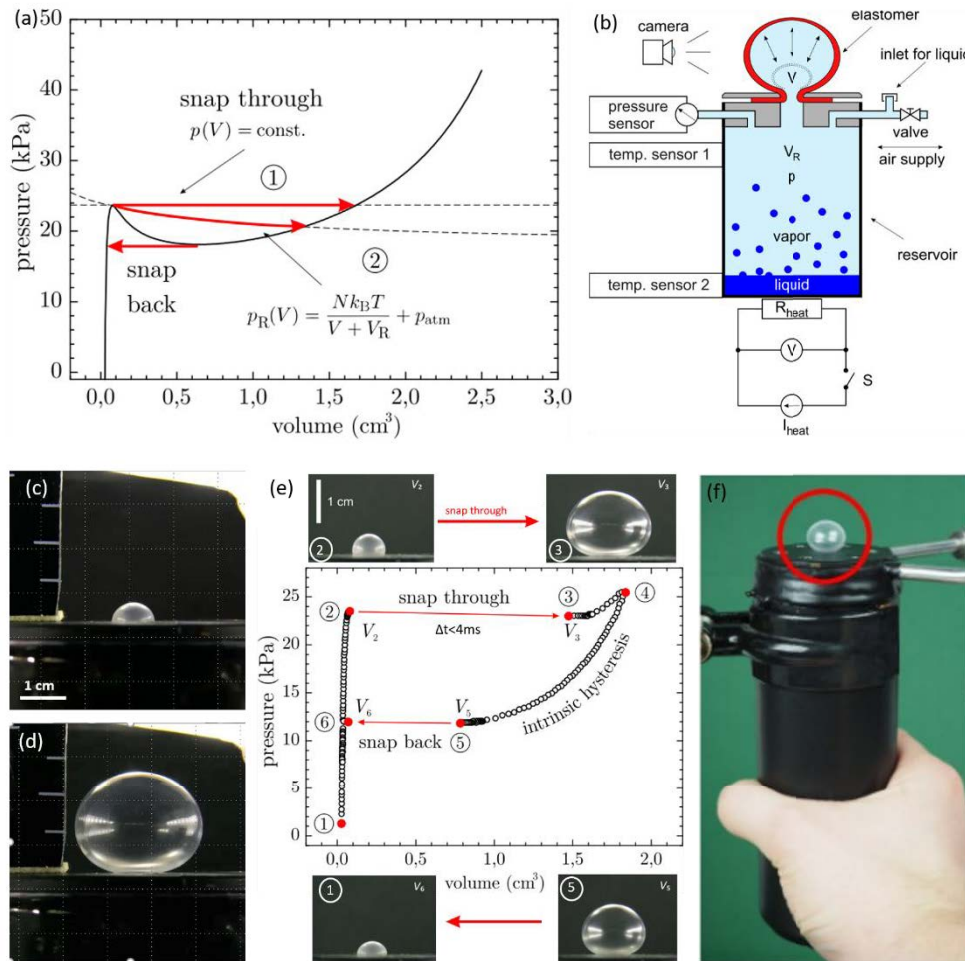 (a)
50
40
30
20
10
0
pressure (kPa)
snap through
p(V) = const.
①
②
snap
back
p_R(V) = Nk_BT / (V + V_R) + p_atm
0,0 0,5 1,0 1,5 2,0 2,5 3,0
volume (cm³)
(b)
camera
elastomer
V
inlet for liquid
pressure
sensor
valve
air supply
temp. sensor 1
V_R
p
vapor
reservoir
temp. sensor 2
liquid
R_heat
V
S
I_heat
(c)
1 cm
(d)
(e)
V₂
1 cm
②
snap through
V₃
③
25
20
15
10
5
0
pressure (kPa)
②
snap through
Δt<4ms
③
④
V₂
V₃
V₆
V₅
⑥
snap back
⑤
intrinsic hysteresis
①
0,0 0,5 1,0 1,5 2,0
volume (cm³)
①
V₆
⑤
V₅
(f)